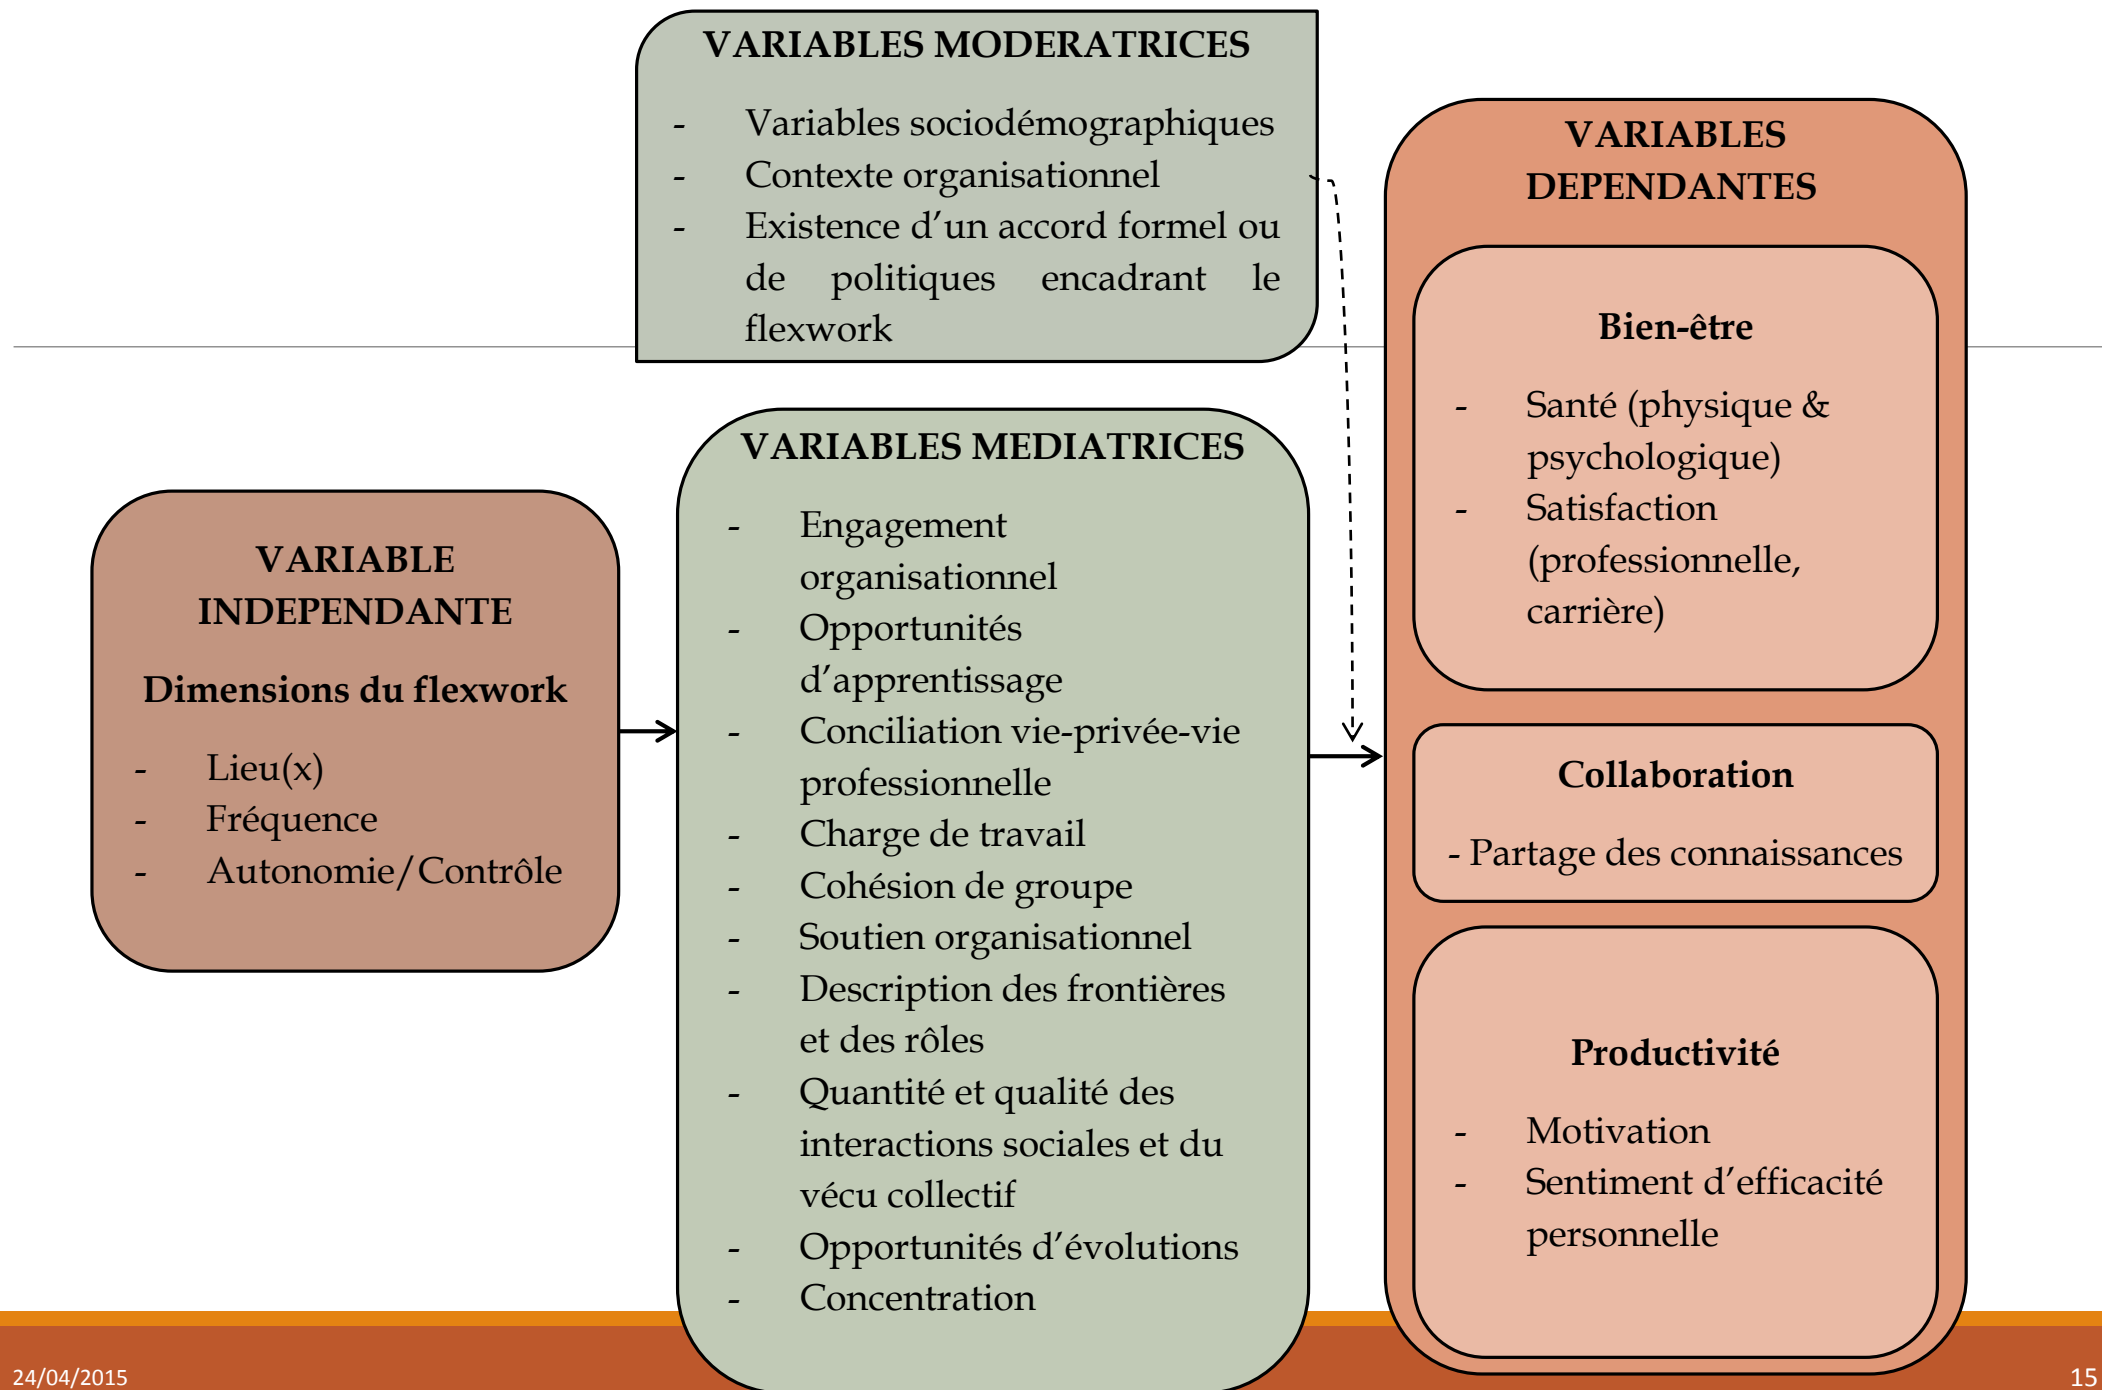 VARIABLES MODERATRICES
- Variables sociodémographiques
- Contexte organisationnel
- Existence d’un accord formel ou
de politiques encadrant le
flexwork
VARIABLE
INDEPENDANTE
Dimensions du flexwork
- Lieu(x)
- Fréquence
- Autonomie/Contrôle
VARIABLES MEDIATRICES
- Engagement
organisationnel
- Opportunités
d’apprentissage
- Conciliation vie-privée-vie
professionnelle
- Charge de travail
- Cohésion de groupe
- Soutien organisationnel
- Description des frontières
et des rôles
- Quantité et qualité des
interactions sociales et du
vécu collectif
- Opportunités d’évolutions
- Concentration
VARIABLES
DEPENDANTES
Bien-être
- Santé (physique &
psychologique)
- Satisfaction
(professionnelle,
carrière)
Collaboration
- Partage des connaissances
Productivité
- Motivation
- Sentiment d’efficacité
personnelle
24/04/2015
15